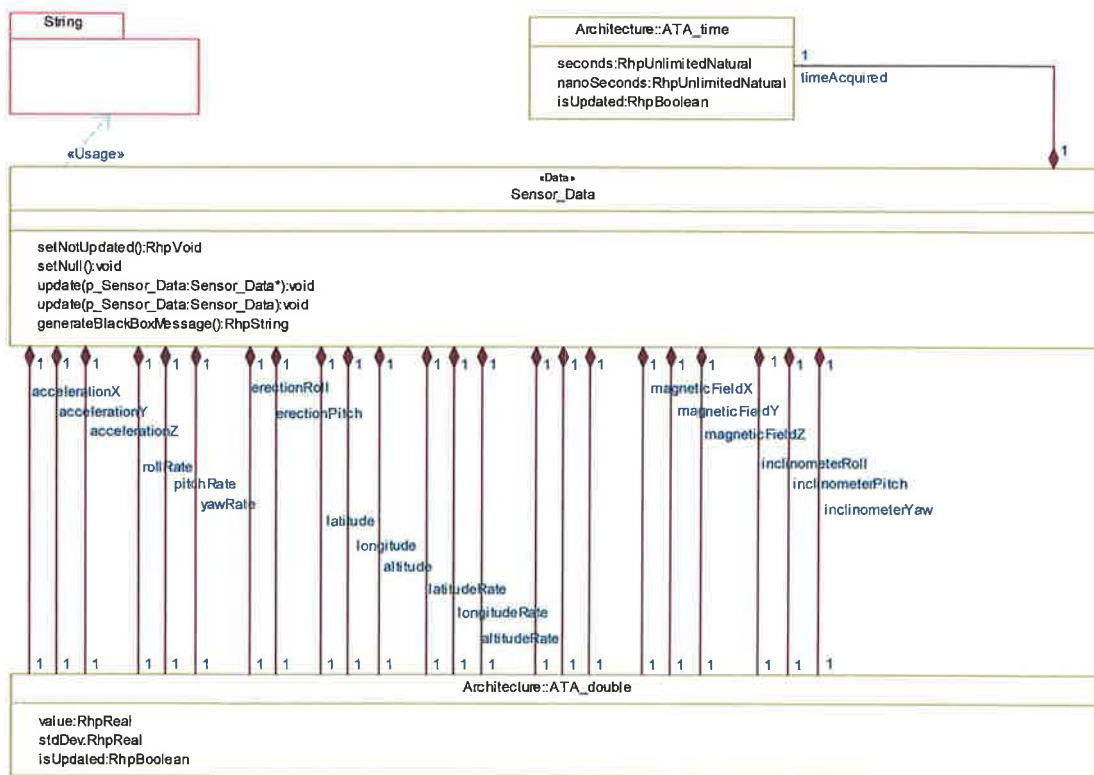 String
Architecture::ATA_time
seconds:RhpUnlimitedNatural
nanoSeconds:RhpUnlimitedNatural
isUpdated:RhpBoolean
1
timeAcquired
«Usage»
1
«Data»
Sensor_Data
setNotUpdated():RhpVoid
setNull():void
update(p_Sensor_Data:Sensor_Data*):void
update(p_Sensor_Data:Sensor_Data):void
generateBlackBoxMessage():RhpString
1 1 1 1 1 1 1 1 1 1 1 1 1 1 1 1 1 1 1 1 1 1 1
accelerationX
accelerationY
accelerationZ
rollRate
pitchRate
yawRate
erectionRoll
erectionPitch
latitude
longitude
altitude
latitudeRate
longitudeRate
altitudeRate
magneticFieldX
magneticFieldY
magneticFieldZ
inclinometerRoll
inclinometerPitch
inclinometerYaw
1 1 1 1 1 1 1 1 1 1 1 1 1 1 1 1 1 1 1 1 1 1 1
Architecture::ATA_double
value:RhpReal
stdDev:RhpReal
isUpdated:RhpBoolean